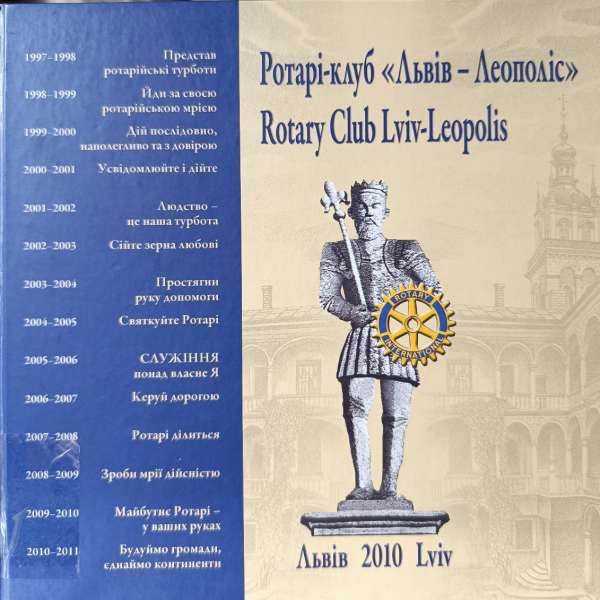 1997–1998 Представ
ротарійські турботи
1998–1999 Йди за своєю
ротарійською мрією
1999–2000 Дій послідовно,
наполегливо та з довірою
2000–2001 Усвідомлюйте і дійте
2001–2002 Людство –
це наша турбота
2002–2003 Сійте зерна любові
2003–2004 Простягни
руку допомоги
2004–2005 Святкуйте Ротарі
2005–2006 СЛУЖІННЯ
понад власне Я
2006–2007 Керуй дорогою
2007–2008 Ротарі ділиться
2008–2009 Зроби мрії дійсністю
2009–2010 Майбутнє Ротарі –
у ваших руках
2010–2011 Будуймо громади,
єднаймо континенти
Ротарі-клуб «Львів – Леополіс»
Rotary Club Lviv-Leopolis
ROTARY
INTERNATIONAL
Львів 2010 Lviv